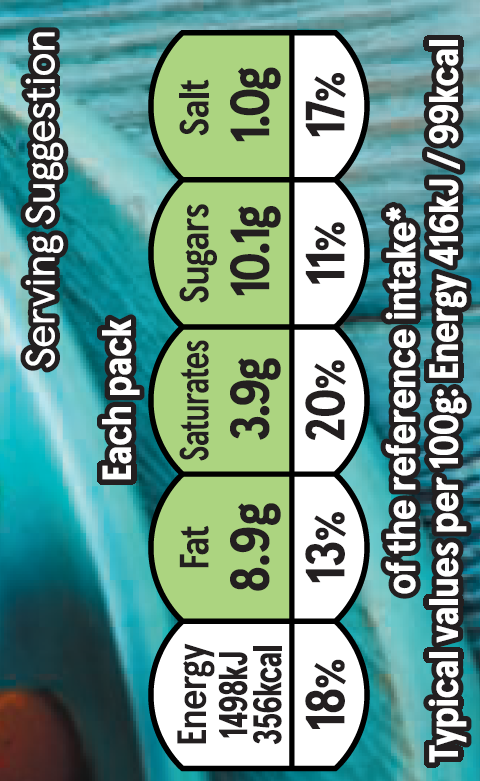 Serving Suggestion
Each pack
Energy
1498kJ
356kcal
18%
Fat
8.9g
13%
Saturates
3.9g
20%
Sugars
10.1g
11%
Salt
1.0g
17%
of the reference intake*
Typical values per 100g: Energy 416kJ / 99kcal